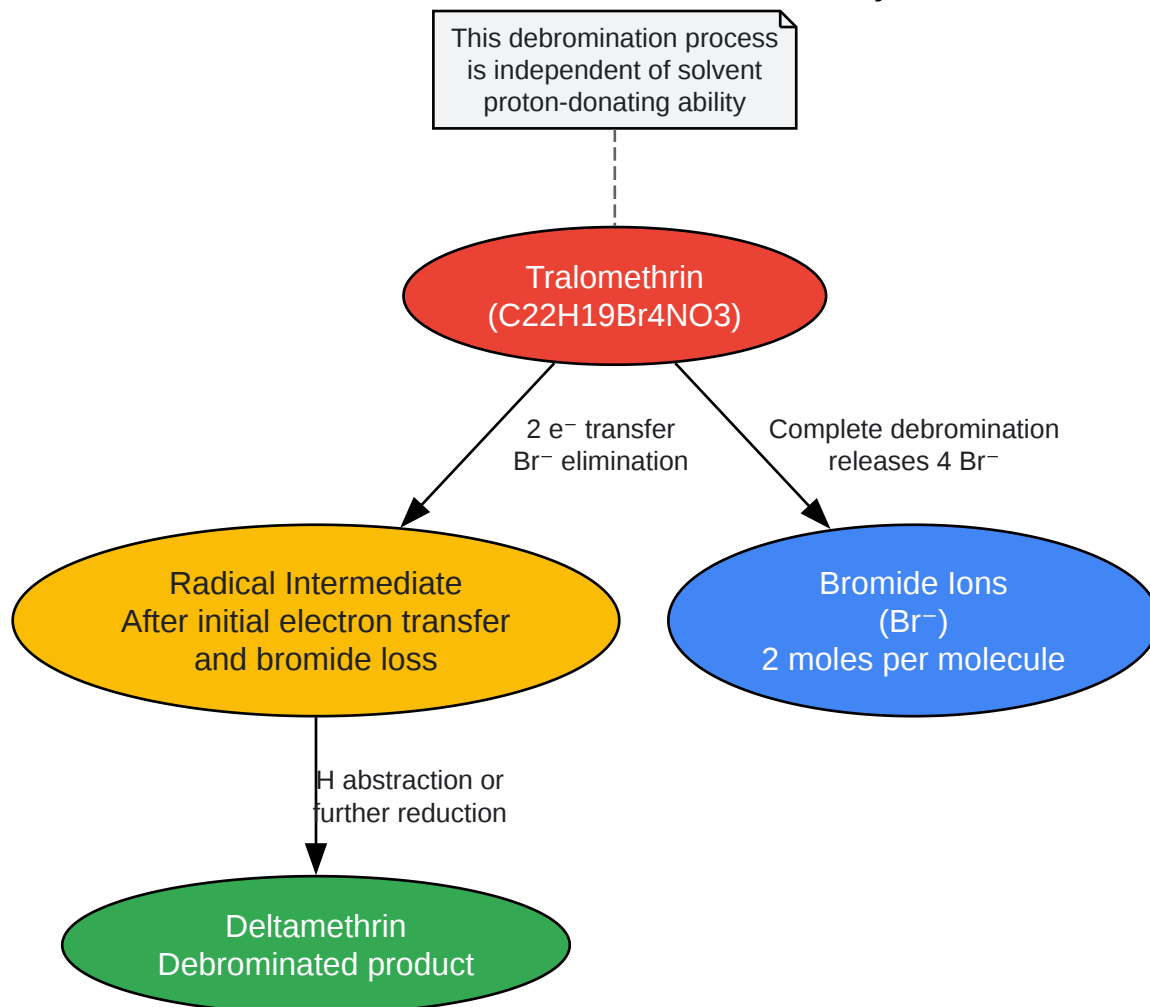 This debromination process
is independent of solvent
proton-donating ability
Tralomethrin
(C22H19Br4NO3)
2 e⁻ transfer
Br⁻ elimination
Complete debromination
releases 4 Br⁻
Radical Intermediate
After initial electron transfer
and bromide loss
Bromide Ions
(Br⁻)
2 moles per molecule
H abstraction or
further reduction
Deltamethrin
Debrominated product